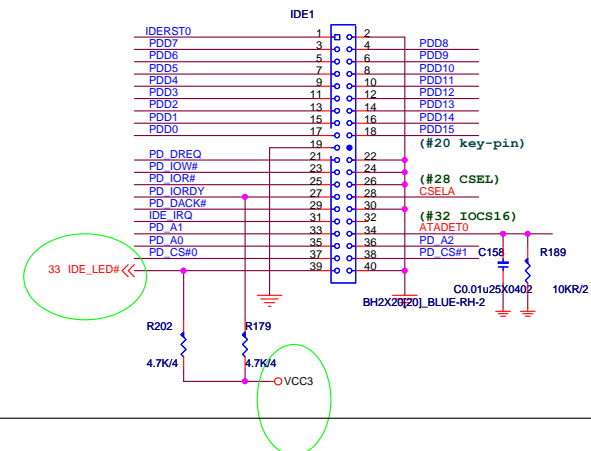 IDE1
IDERST0 1 2
PDD7 3 4 PDD8
PDD6 5 6 PDD9
PDD5 7 8 PDD10
PDD4 9 10 PDD11
PDD3 11 12 PDD12
PDD2 13 14 PDD13
PDD1 15 16 PDD14
PDD0 17 18 PDD15
19 (#20 key-pin)
PD_DREQ 21 22
PD_IOW# 23 24
PD_IOR# 25 26 (#28 CSEL)
PD_IORDY 27 28 CSELA
PD_DACK# 29 30
IDE_IRQ 31 32 (#32 IOCS16)
PD_A1 33 34 ATADET0
PD_A0 35 36 PD_A2
PD_CS#0 37 38 PD_CS#1 C158 R189
33 IDE_LED# 39 40
C0.01u25X0402 10KR/2
BH2X20[20]_BLUE-RH-2
R202 R179
4.7K/4 4.7K/4
VCC3